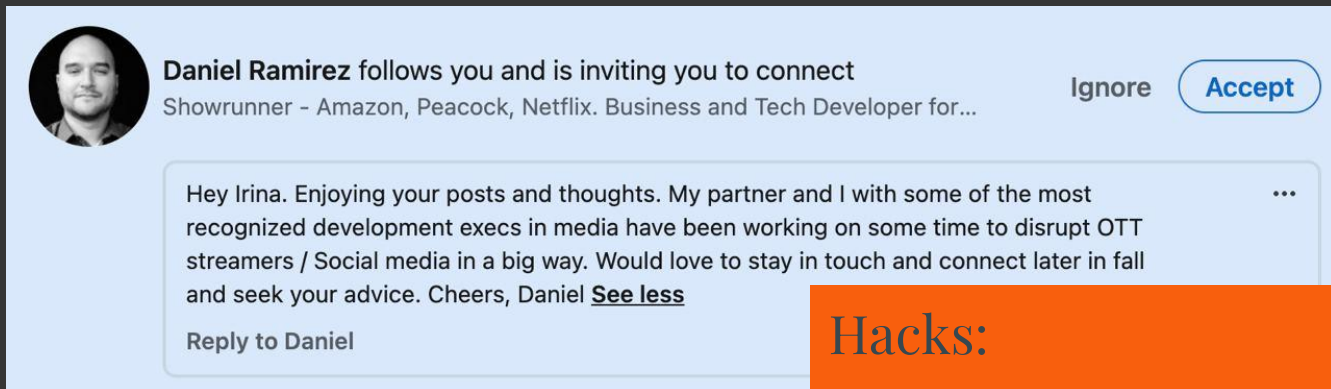 Daniel Ramirez follows you and is inviting you to connect
Showrunner - Amazon, Peacock, Netflix. Business and Tech Developer for...
Ignore
Accept
Hey Irina. Enjoying your posts and thoughts. My partner and I with some of the most
recognized development execs in media have been working on some time to disrupt OTT
streamers / Social media in a big way. Would love to stay in touch and connect later in fall
and seek your advice. Cheers, Daniel See less
Reply to Daniel
Hacks: